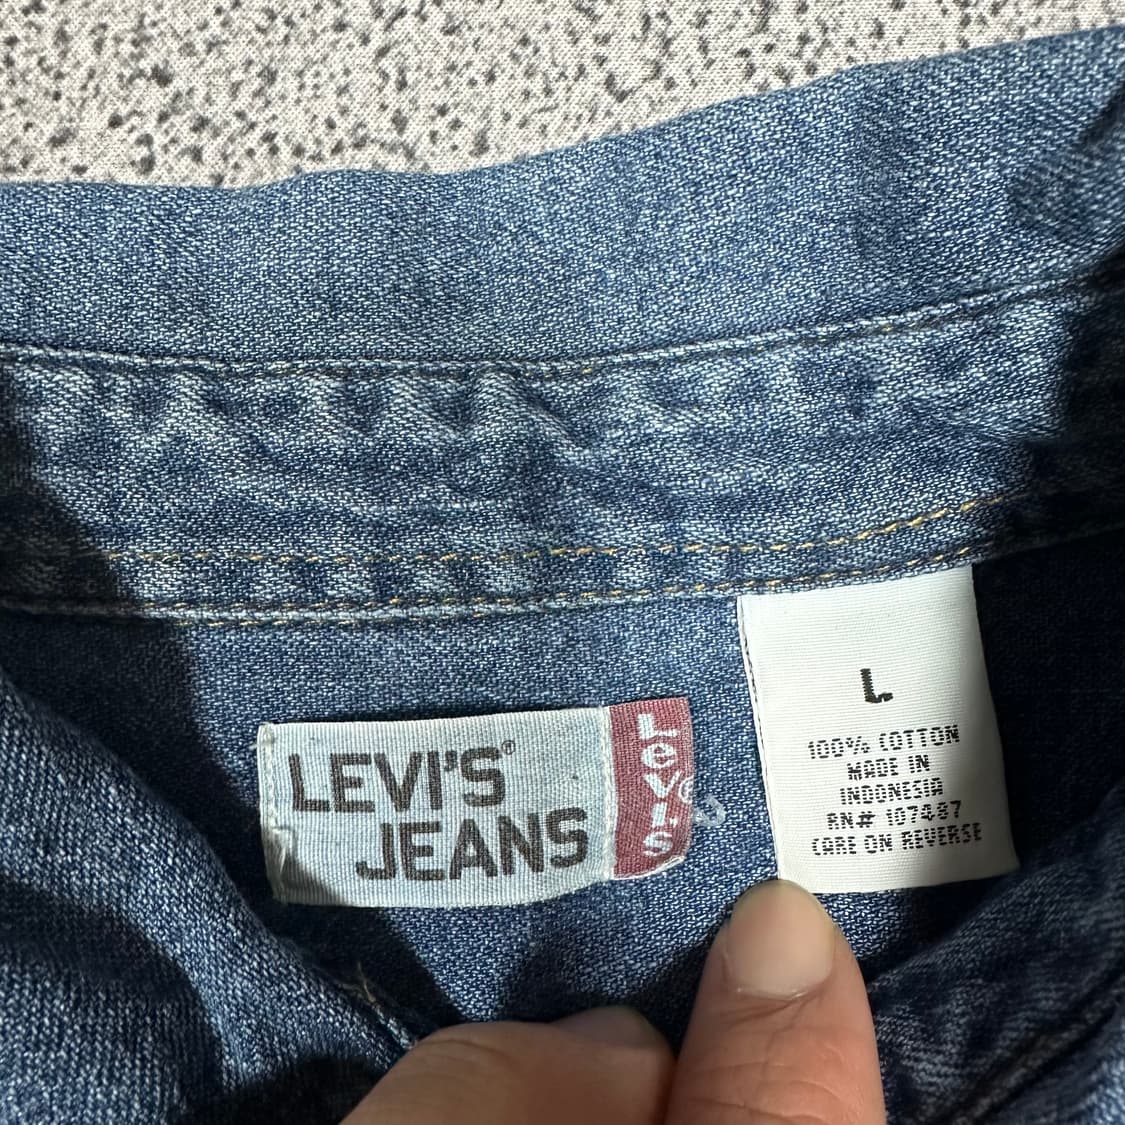 LEVI'S®
JEANS
LeVI'S®
L
100% COTTON
MADE IN
INDONESIA
RN# 107487
CARE ON REVERSE